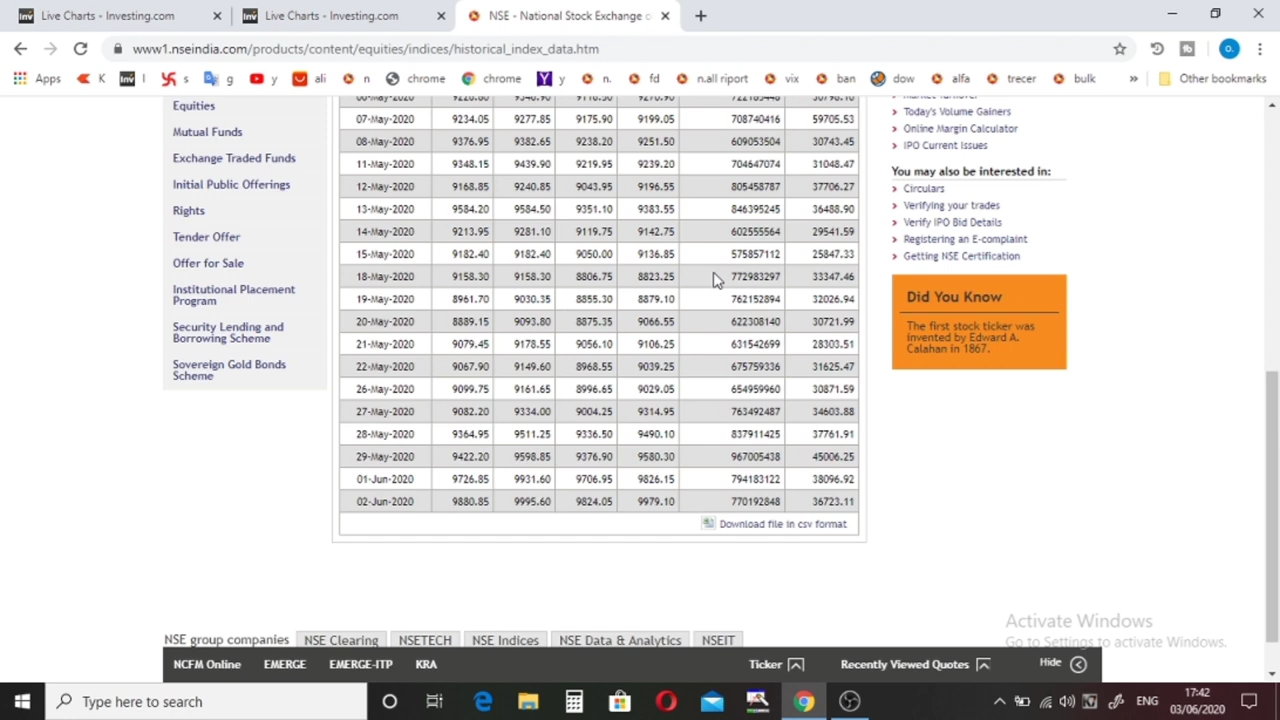 Live Charts - Investing.com
Live Charts - Investing.com
NSE - National Stock Exchange o
www1.nseindia.com/products/content/equities/indices/historical_index_data.htm
Apps K l s g y ali n chrome chrome y n. fd n.all riport vix ban dow alfa trecer bulk » Other bookmarks
Equities
Mutual Funds
Exchange Traded Funds
Initial Public Offerings
Rights
Tender Offer
Offer for Sale
Institutional Placement
Program
Security Lending and
Borrowing Scheme
Sovereign Gold Bonds
Scheme
07-May-2020 9234.05 9277.85 9175.90 9199.05 708740416 59705.53
08-May-2020 9376.95 9382.65 9238.20 9251.50 609053504 30743.45
11-May-2020 9348.15 9439.90 9219.95 9239.20 704647074 31048.47
12-May-2020 9168.85 9240.85 9043.95 9196.55 805458787 37706.27
13-May-2020 9584.20 9584.50 9351.10 9383.55 846395245 36488.90
14-May-2020 9213.95 9281.10 9119.75 9142.75 602555564 29541.59
15-May-2020 9182.40 9182.40 9050.00 9136.85 575857112 25847.33
18-May-2020 9158.30 9158.30 8806.75 8823.25 772983297 33347.46
19-May-2020 8961.70 9030.35 8855.30 8879.10 762152894 32026.94
20-May-2020 8889.15 9093.80 8875.35 9066.55 622308140 30721.99
21-May-2020 9079.45 9178.55 9056.10 9106.25 631542699 28303.51
22-May-2020 9067.90 9149.60 8968.55 9039.25 675759336 31625.47
26-May-2020 9099.75 9161.65 8996.65 9029.05 654959960 30871.59
27-May-2020 9082.20 9334.00 9004.25 9314.95 763492487 34603.88
28-May-2020 9364.95 9511.25 9336.50 9490.10 837911425 37761.91
29-May-2020 9422.20 9598.85 9376.90 9580.30 967005438 45006.25
01-Jun-2020 9726.85 9931.60 9706.95 9826.15 794183122 38096.92
02-Jun-2020 9880.85 9995.60 9824.05 9979.10 770192848 36723.11
Download file in csv format
Today's Volume Gainers
Online Margin Calculator
IPO Current Issues
You may also be interested in:
Circulars
Verifying your trades
Verify IPO Bid Details
Registering an E-complaint
Getting NSE Certification
Did You Know
The first stock ticker was
invented by Edward A.
Calahan in 1867.
Activate Windows
Go to Settings to activate Windows.
NSE group companies NSE Clearing NSETECH NSE Indices NSE Data & Analytics NSEIT
NCFM Online EMERGE EMERGE-ITP KRA Ticker Recently Viewed Quotes Hide
Type here to search
ENG
17:42
03/06/2020